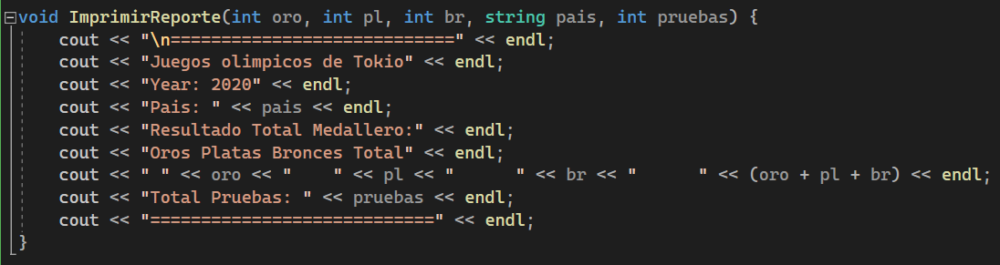 void ImprimirReporte(int oro, int pl, int br, string pais, int pruebas) {
    cout << "\n============================" << endl;
    cout << "Juegos olimpicos de Tokio" << endl;
    cout << "Year: 2020" << endl;
    cout << "Pais: " << pais << endl;
    cout << "Resultado Total Medallero:" << endl;
    cout << "Oros Platas Bronces Total" << endl;
    cout << " " << oro << "    " << pl << "      " << br << "      " << (oro + pl + br) << endl;
    cout << "Total Pruebas: " << pruebas << endl;
    cout << "============================" << endl;
}